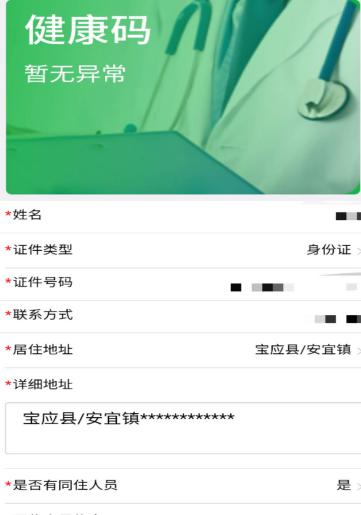 健康码
暂无异常
*姓名
*证件类型 身份证 >
*证件号码
*联系方式
*居住地址 宝应县/安宜镇 >
*详细地址
宝应县/安宜镇************
*是否有同住人员 是 >